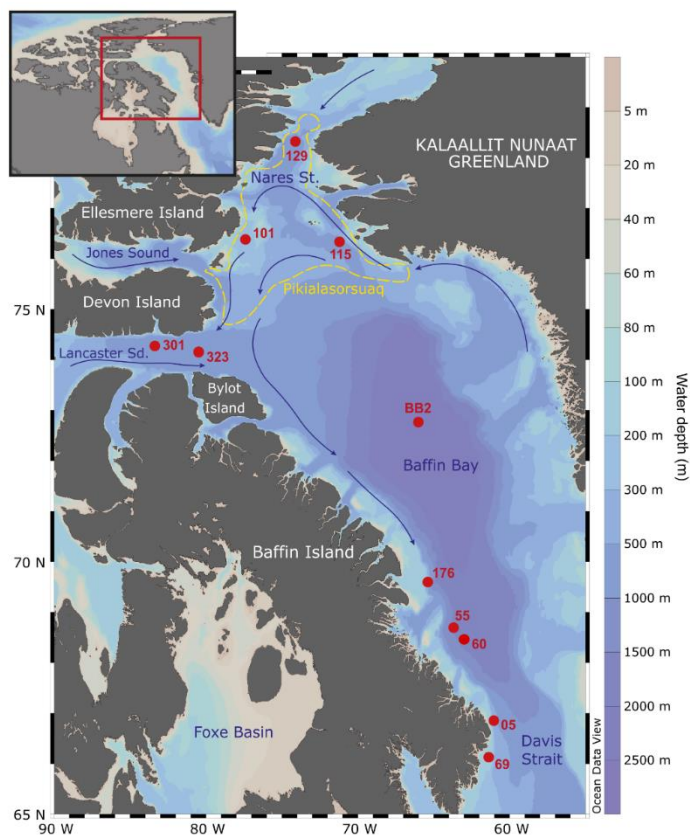 KALAALLIT NUNAAT
GREENLAND
129
Nares St.
Ellesmere Island
101
115
Jones Sound
Pikialasorsuaq
Devon Island
301
323
Lancaster Sd.
Bylot
Island
BB2
Baffin Bay
Baffin Island
176
55
60
Foxe Basin
05
Davis
Strait
69
75 N
70 N
65 N
90 W
80 W
70 W
60 W
Ocean Data View
5 m
20 m
40 m
60 m
80 m
100 m
200 m
300 m
500 m
1000 m
1500 m
2000 m
2500 m
Water depth (m)